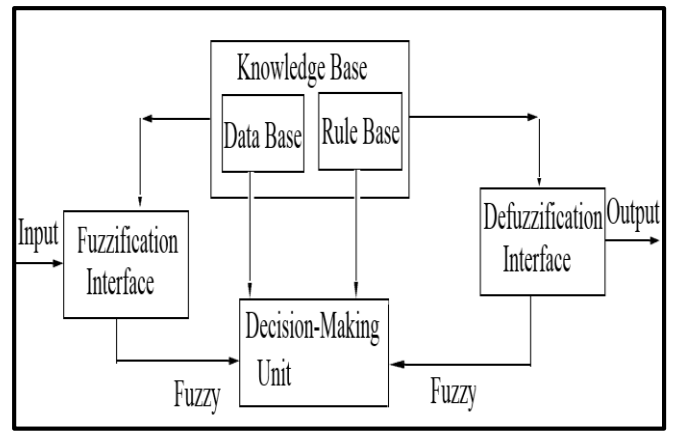 Knowledge Base
Data Base
Rule Base
Input
Fuzzification
Interface
Defuzzification
Interface
Output
Decision-Making
Unit
Fuzzy
Fuzzy